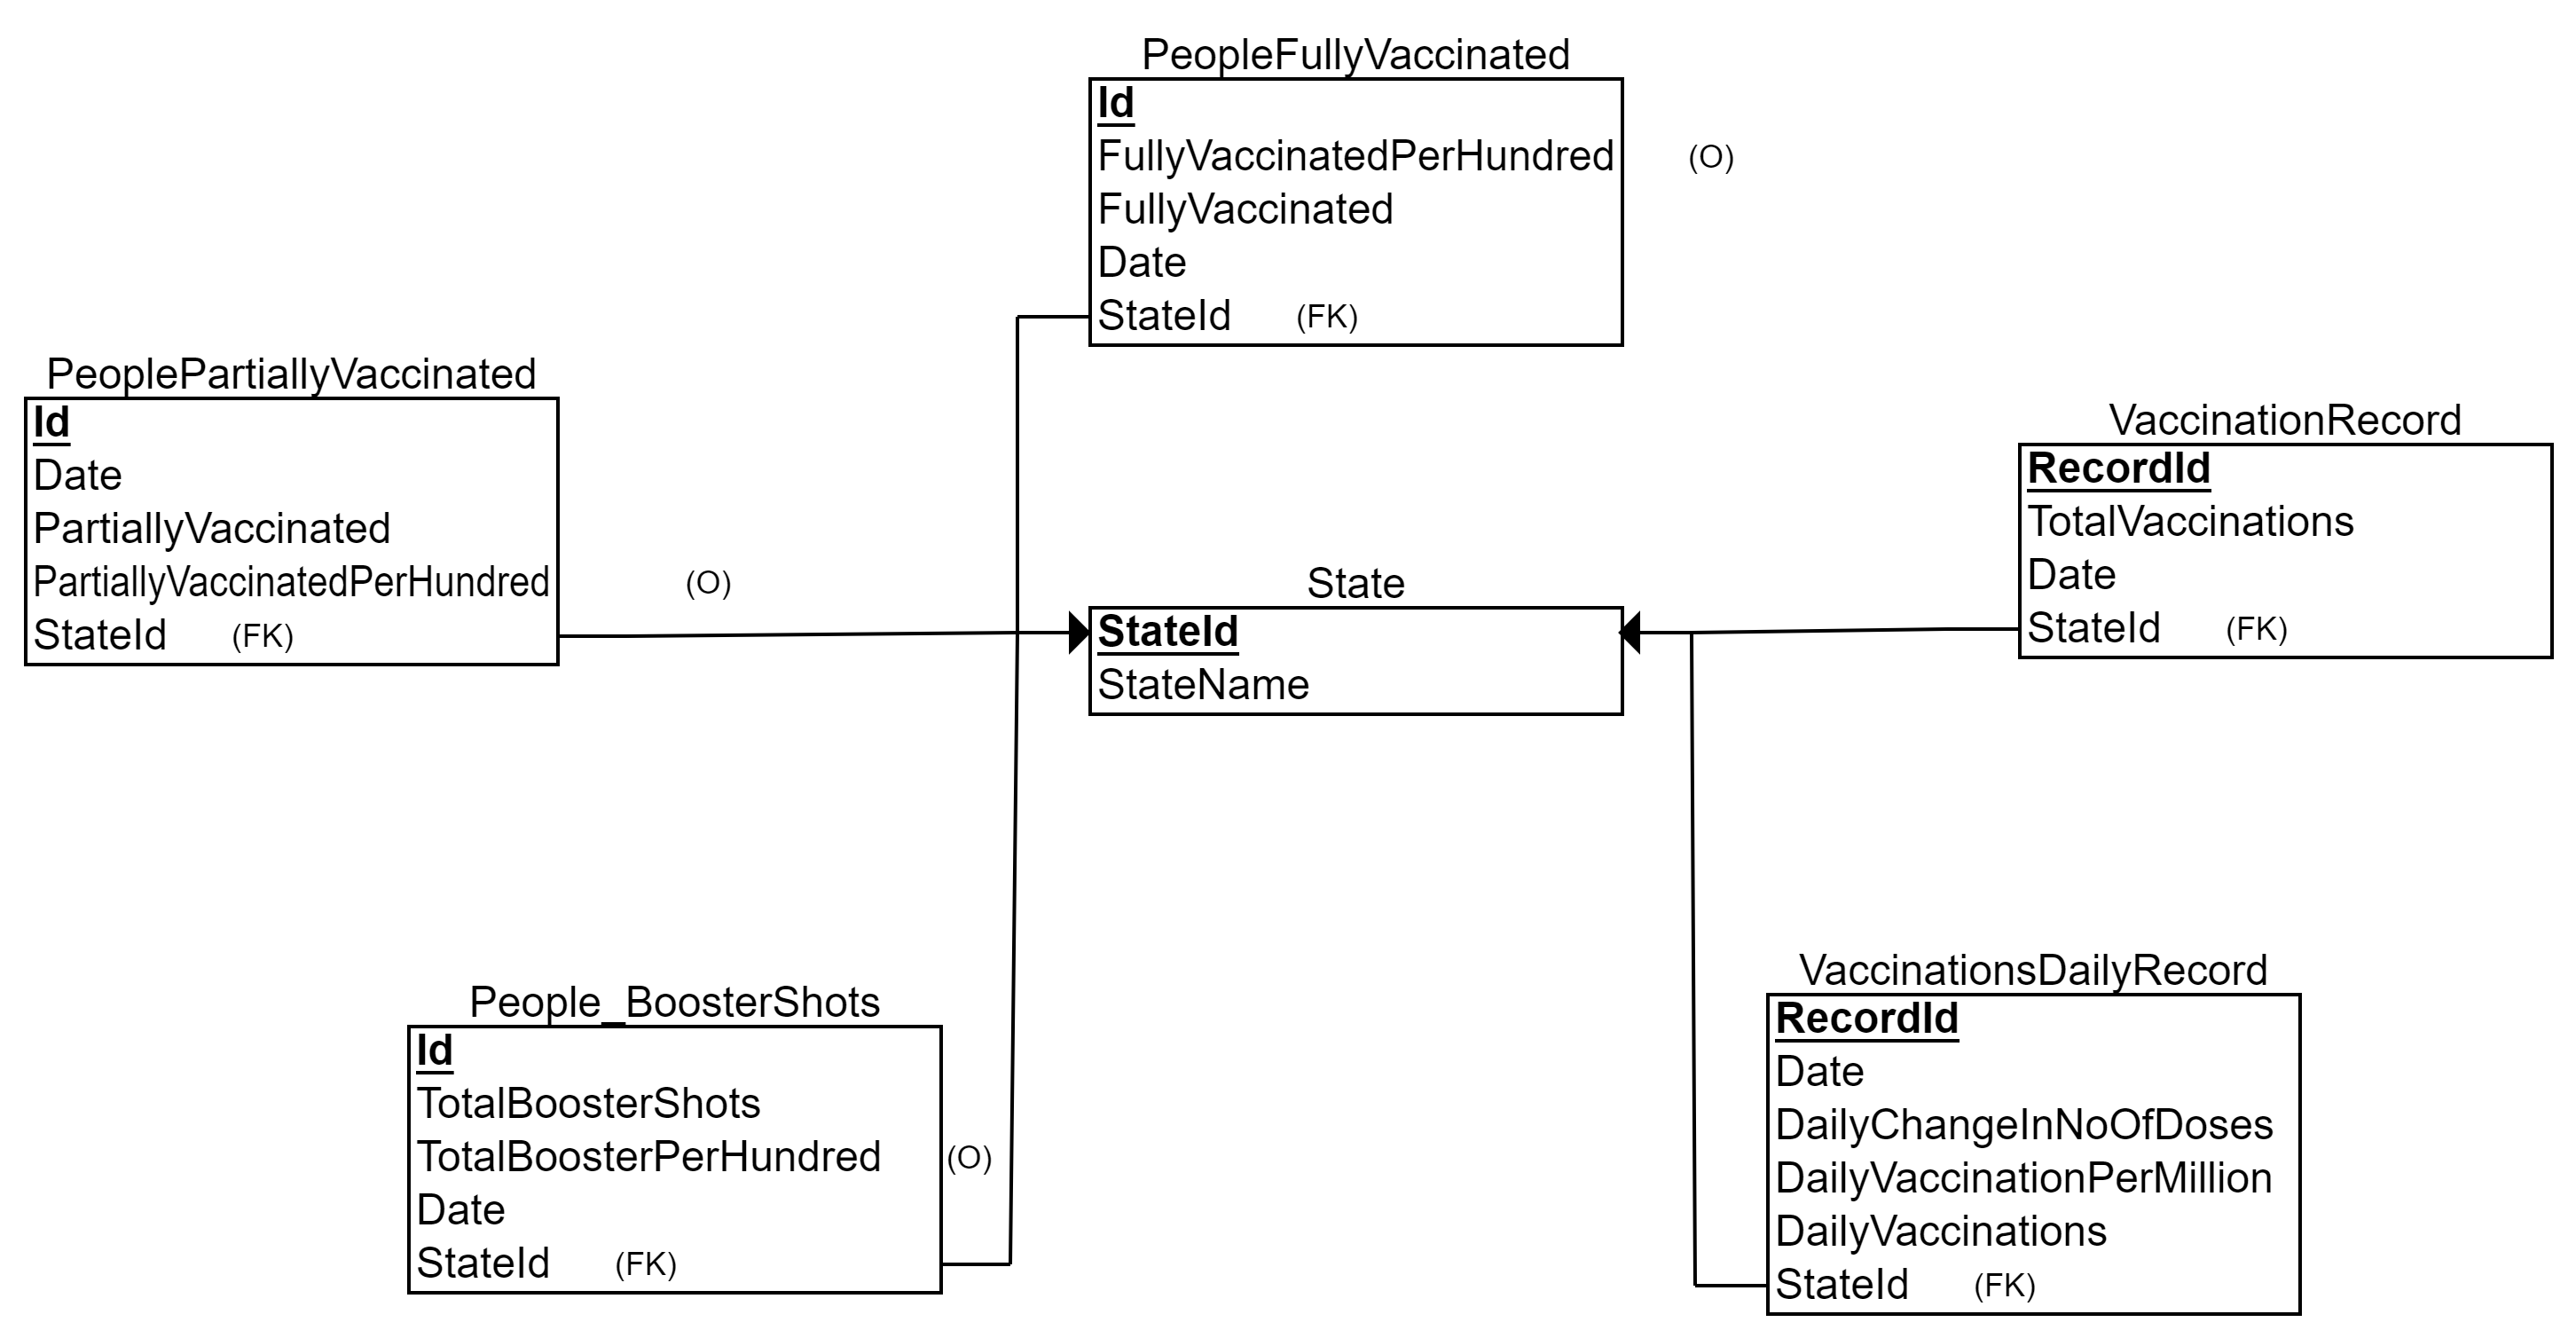 PeopleFullyVaccinated
Id
FullyVaccinatedPerHundred (O)
FullyVaccinated
Date
StateId (FK)
PeoplePartiallyVaccinated
Id
Date
PartiallyVaccinated
PartiallyVaccinatedPerHundred (O)
StateId (FK)
State
StateId
StateName
VaccinationRecord
RecordId
TotalVaccinations
Date
StateId (FK)
People_BoosterShots
Id
TotalBoosterShots
TotalBoosterPerHundred (O)
Date
StateId (FK)
VaccinationsDailyRecord
RecordId
Date
DailyChangeInNoOfDoses
DailyVaccinationPerMillion
DailyVaccinations
StateId (FK)